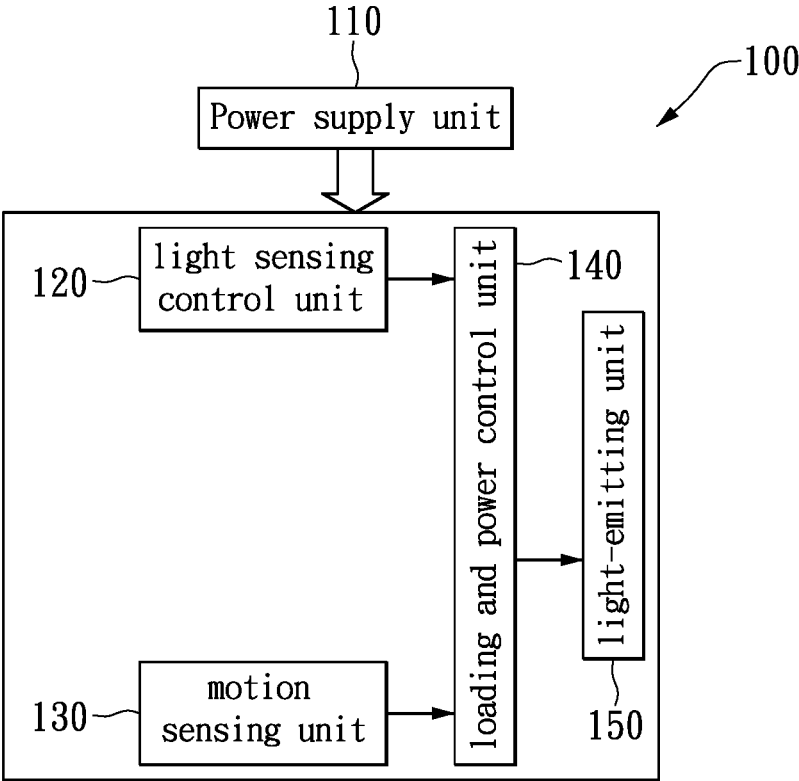 110
100
Power supply unit
120
light sensing
control unit
140
loading and power control unit
light-emitting unit
130
motion
sensing unit
150